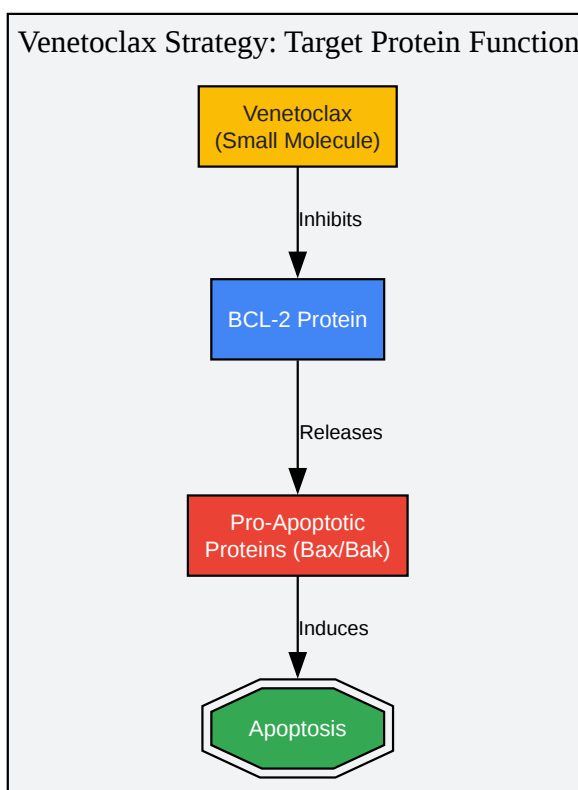 Venetoclax Strategy: Target Protein Function
Venetoclax
(Small Molecule)
Inhibits
BCL-2 Protein
Releases
Pro-Apoptotic
Proteins (Bax/Bak)
Induces
Apoptosis